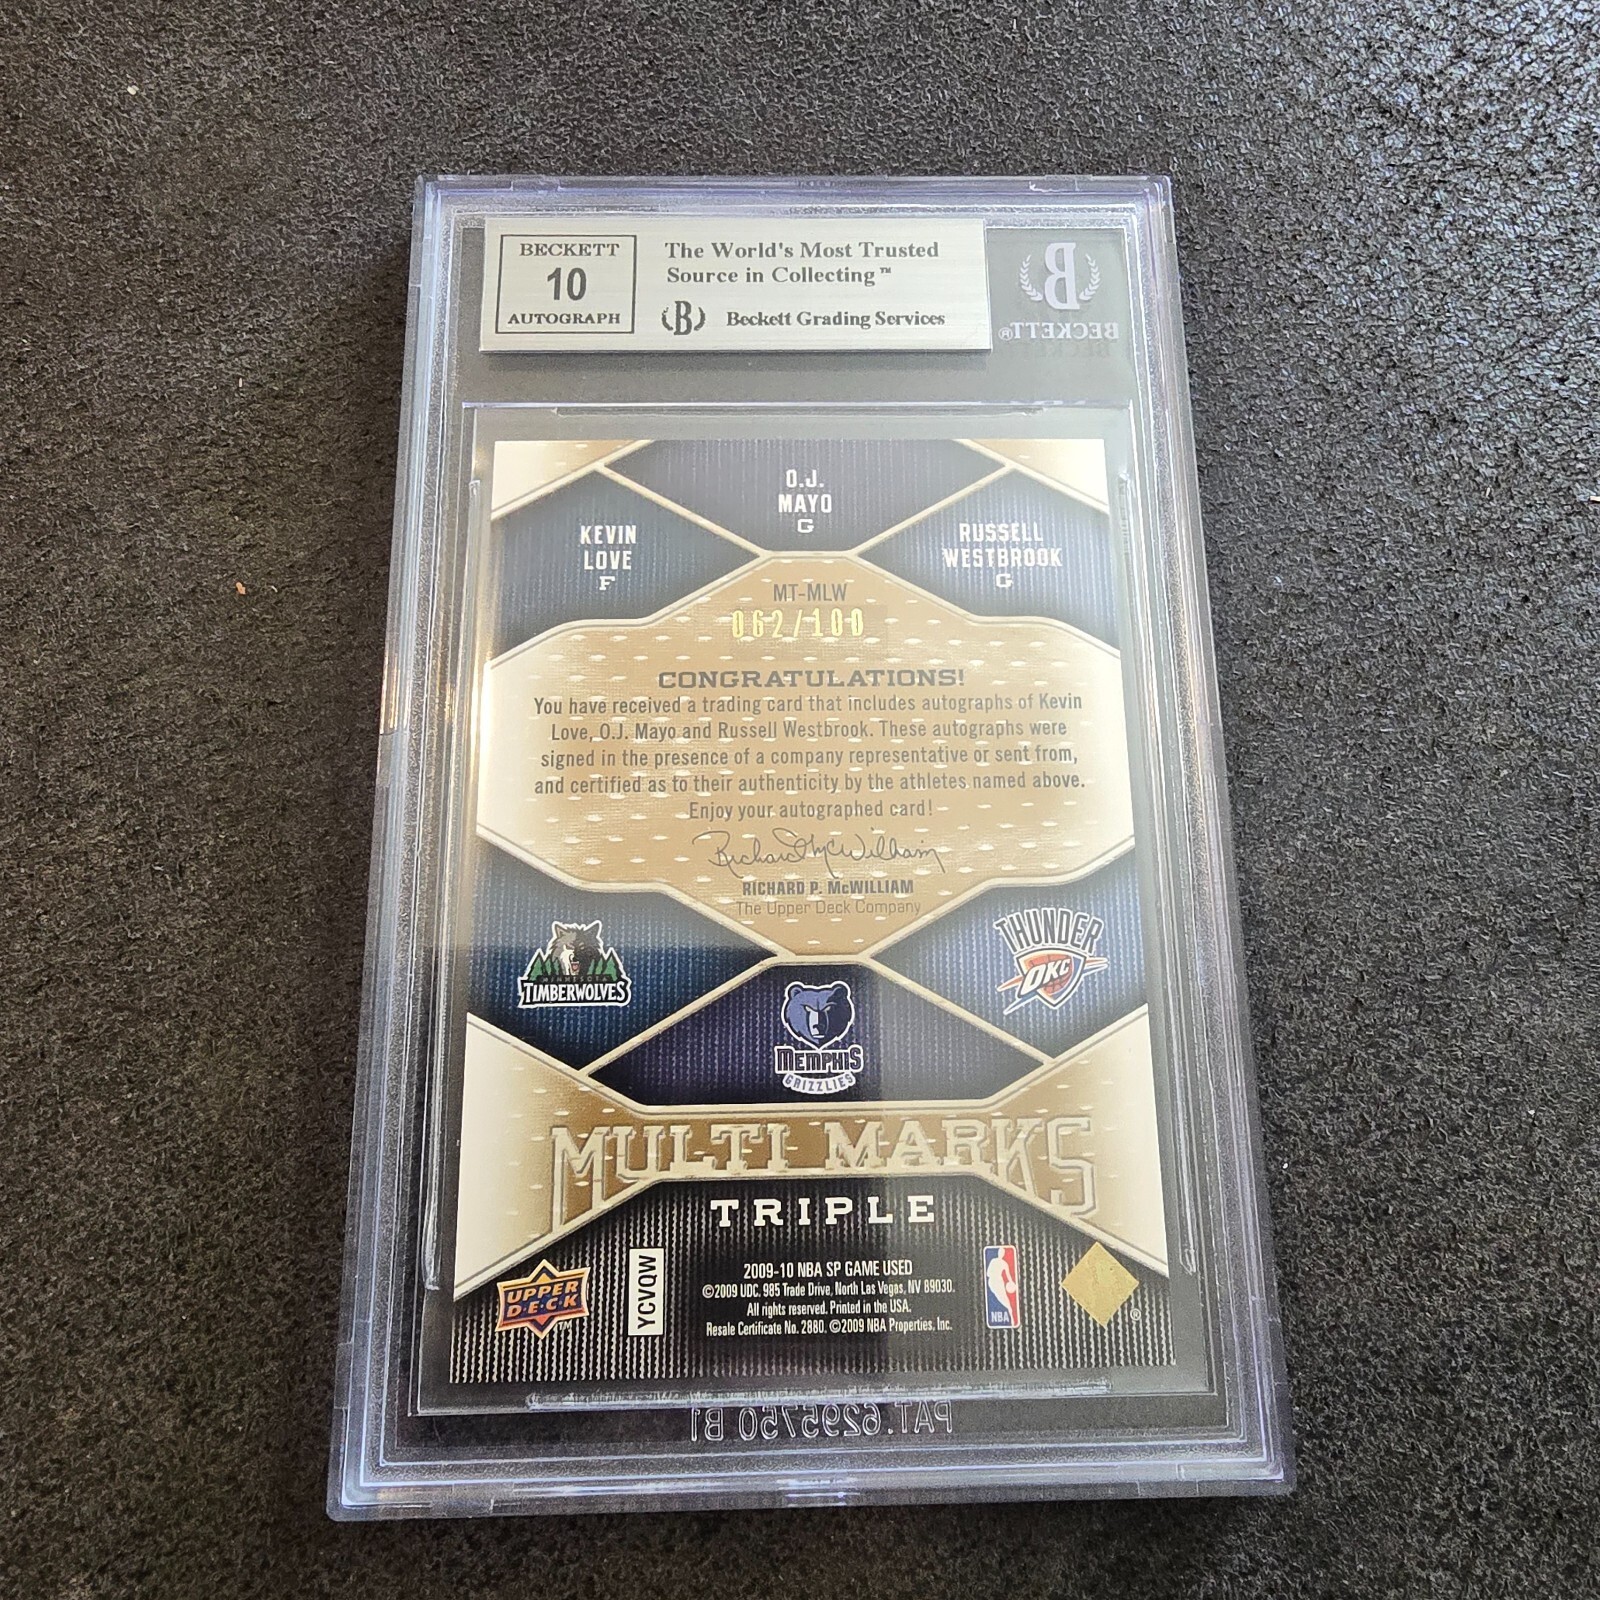 BECKETT
10
AUTOGRAPH
The World's Most Trusted
Source in Collecting™
B Beckett Grading Services
B
BECKETT®
O.J.
MAYO
G
KEVIN
LOVE
F
RUSSELL
WESTBROOK
G
MT-MLW
062/100
CONGRATULATIONS!
You have received a trading card that includes autographs of Kevin
Love, O.J. Mayo and Russell Westbrook. These autographs were
signed in the presence of a company representative or sent from,
and certified as to their authenticity by the athletes named above.
Enjoy your autographed card!
Richard McWilliam
RICHARD P. McWILLIAM
The Upper Deck Company
MINNESOTA
TIMBERWOLVES
THUNDER
OKC
MEMPHIS
GRIZZLIES
MULTI MARKS
TRIPLE
UPPER
D·E·C·K
TM
YCVQW
2009-10 NBA SP GAME USED
©2009 UDC. 985 Trade Drive, North Las Vegas, NV 89030.
All rights reserved. Printed in the USA.
Resale Certificate No. 2880. ©2009 NBA Properties, Inc.
NBA
®
PAT.6295750 B1